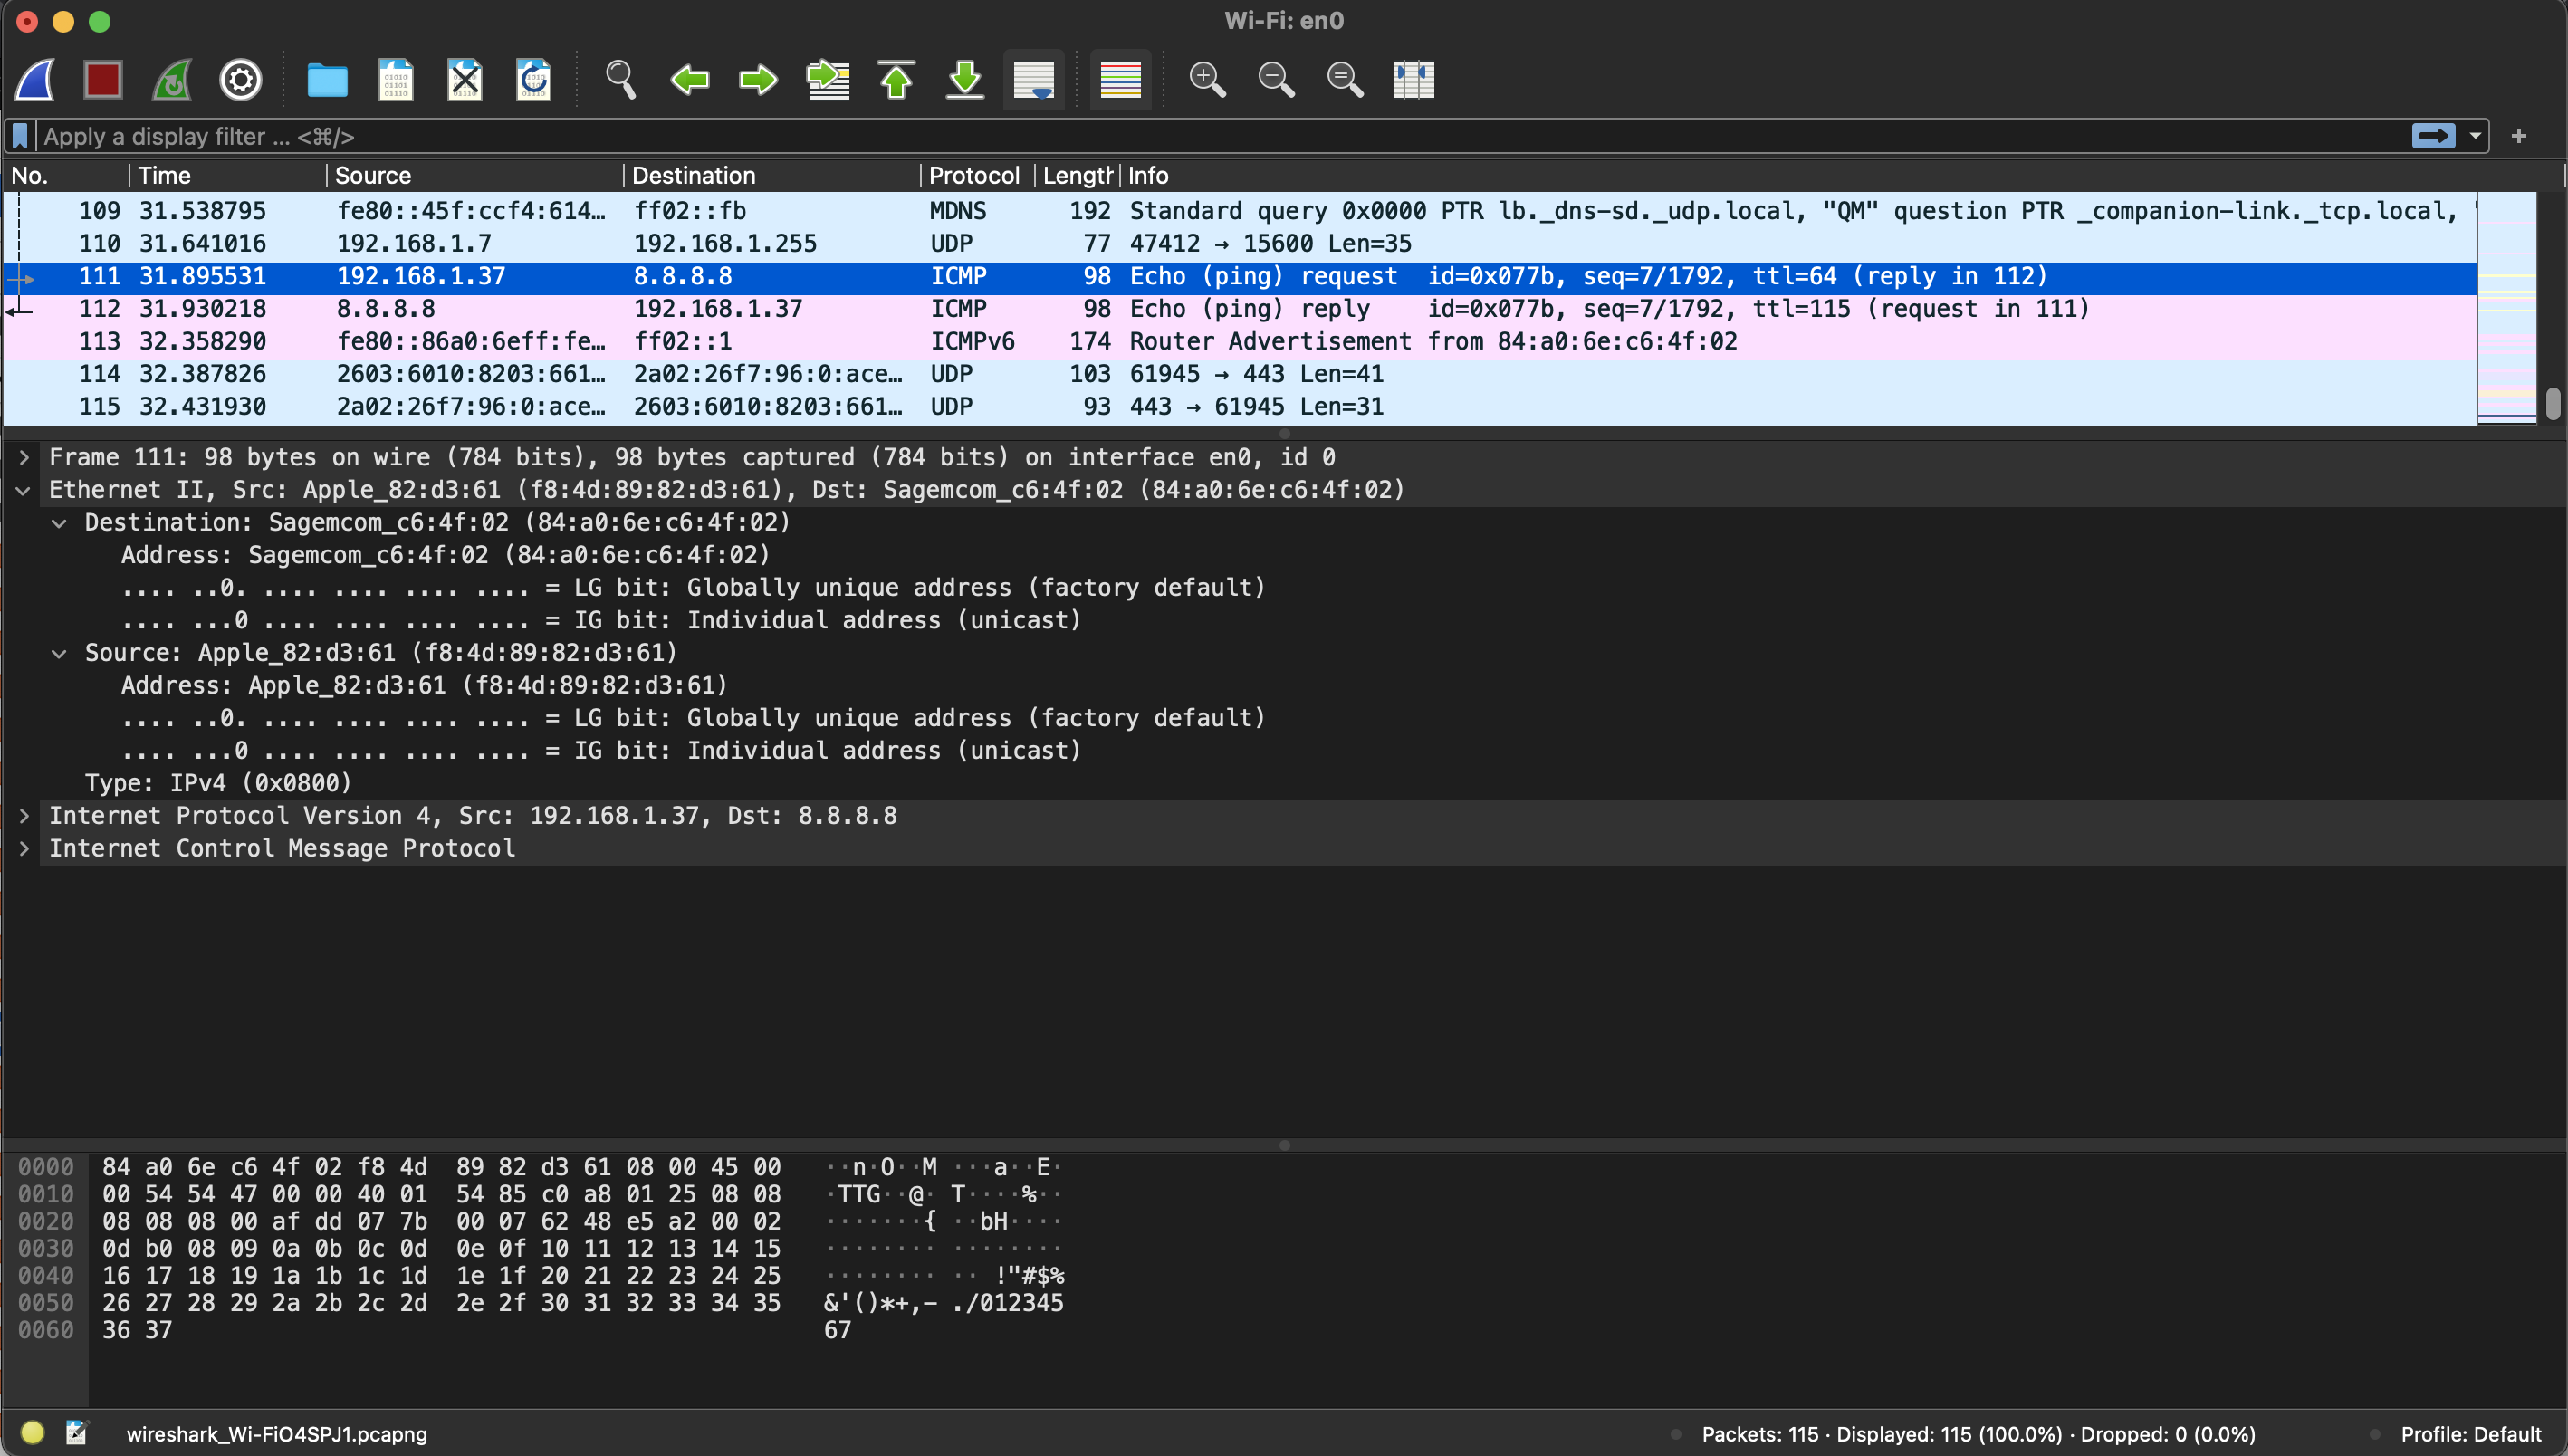 Wi-Fi: en0
Apply a display filter ... <⌘/>
No. Time Source Destination Protocol Length Info
109 31.538795 fe80::45f:ccf4:614… ff02::fb MDNS 192 Standard query 0x0000 PTR lb._dns-sd._udp.local, "QM" question PTR _companion-link._tcp.local, "
110 31.641016 192.168.1.7 192.168.1.255 UDP 77 47412 → 15600 Len=35
111 31.895531 192.168.1.37 8.8.8.8 ICMP 98 Echo (ping) request id=0x077b, seq=7/1792, ttl=64 (reply in 112)
112 31.930218 8.8.8.8 192.168.1.37 ICMP 98 Echo (ping) reply id=0x077b, seq=7/1792, ttl=115 (request in 111)
113 32.358290 fe80::86a0:6eff:fe… ff02::1 ICMPv6 174 Router Advertisement from 84:a0:6e:c6:4f:02
114 32.387826 2603:6010:8203:661… 2a02:26f7:96:0:ace… UDP 103 61945 → 443 Len=41
115 32.431930 2a02:26f7:96:0:ace… 2603:6010:8203:661… UDP 93 443 → 61945 Len=31
Frame 111: 98 bytes on wire (784 bits), 98 bytes captured (784 bits) on interface en0, id 0
Ethernet II, Src: Apple_82:d3:61 (f8:4d:89:82:d3:61), Dst: Sagemcom_c6:4f:02 (84:a0:6e:c6:4f:02)
Destination: Sagemcom_c6:4f:02 (84:a0:6e:c6:4f:02)
Address: Sagemcom_c6:4f:02 (84:a0:6e:c6:4f:02)
.... ..0. .... .... .... .... = LG bit: Globally unique address (factory default)
.... ...0 .... .... .... .... = IG bit: Individual address (unicast)
Source: Apple_82:d3:61 (f8:4d:89:82:d3:61)
Address: Apple_82:d3:61 (f8:4d:89:82:d3:61)
.... ..0. .... .... .... .... = LG bit: Globally unique address (factory default)
.... ...0 .... .... .... .... = IG bit: Individual address (unicast)
Type: IPv4 (0x0800)
Internet Protocol Version 4, Src: 192.168.1.37, Dst: 8.8.8.8
Internet Control Message Protocol
0000 84 a0 6e c6 4f 02 f8 4d 89 82 d3 61 08 00 45 00 ··n·O··M ···a··E·
0010 00 54 54 47 00 00 40 01 54 85 c0 a8 01 25 08 08 ·TTG··@· T····%··
0020 08 08 08 00 af dd 07 7b 00 07 62 48 e5 a2 00 02 ·······{ ··bH····
0030 0d b0 08 09 0a 0b 0c 0d 0e 0f 10 11 12 13 14 15 ········ ········
0040 16 17 18 19 1a 1b 1c 1d 1e 1f 20 21 22 23 24 25 ········ ·· !"#$%
0050 26 27 28 29 2a 2b 2c 2d 2e 2f 30 31 32 33 34 35 &'()*+,- ./012345
0060 36 37 67
wireshark_Wi-FiO4SPJ1.pcapng Packets: 115 · Displayed: 115 (100.0%) · Dropped: 0 (0.0%) Profile: Default